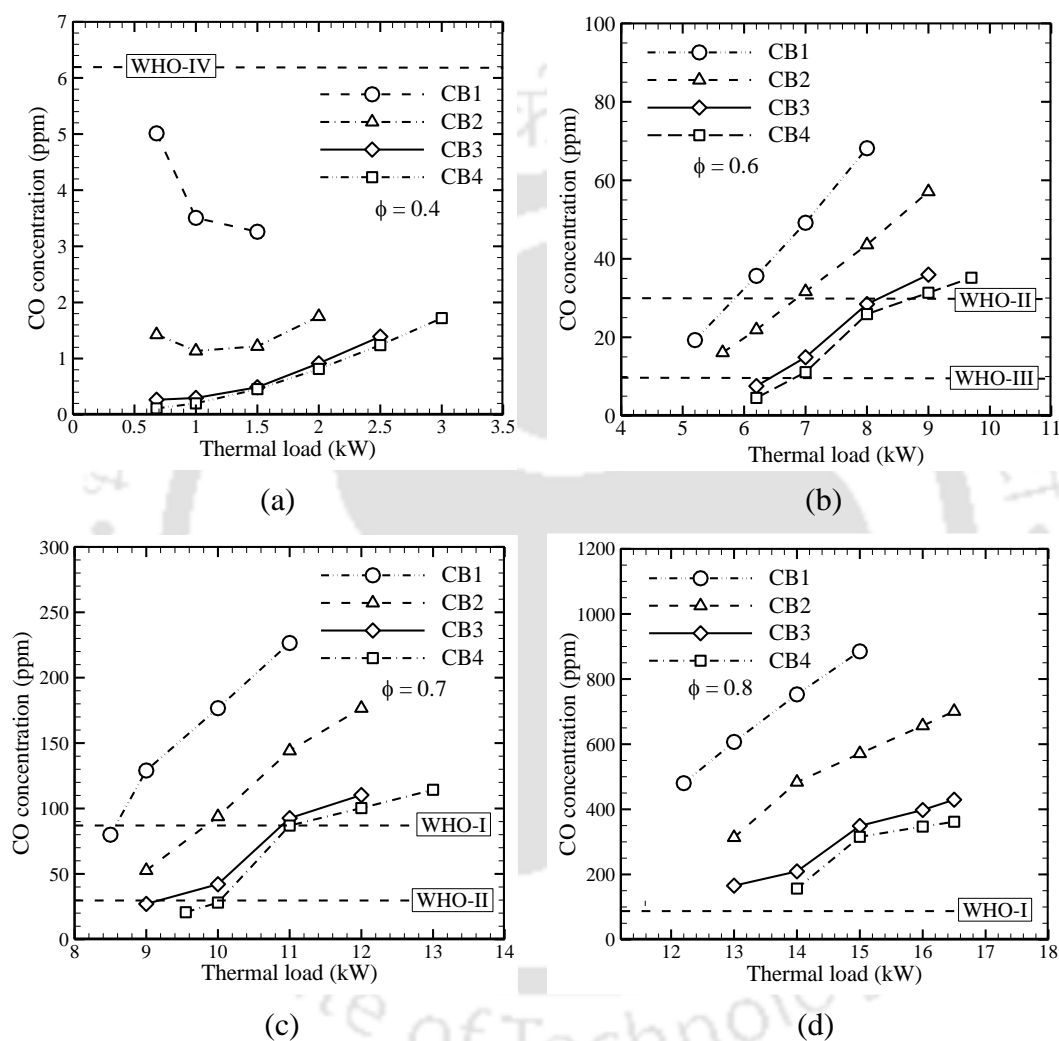 7
6
5
4
3
2
1
0
CO concentration (ppm)
WHO-IV
CB1
CB2
CB3
CB4
ϕ = 0.4
0 0.5 1 1.5 2 2.5 3 3.5
Thermal load (kW)
(a)
100
80
60
40
20
0
CO concentration (ppm)
CB1
CB2
CB3
CB4
ϕ = 0.6
WHO-II
WHO-III
4 5 6 7 8 9 10 11
Thermal load (kW)
(b)
300
250
200
150
100
50
0
CO concentration (ppm)
CB1
CB2
CB3
CB4
ϕ = 0.7
WHO-I
WHO-II
8 9 10 11 12 13 14
Thermal load (kW)
(c)
1200
1000
800
600
400
200
0
CO concentration (ppm)
CB1
CB2
CB3
CB4
ϕ = 0.8
WHO-I
12 13 14 15 16 17 18
Thermal load (kW)
(d)
of Techno